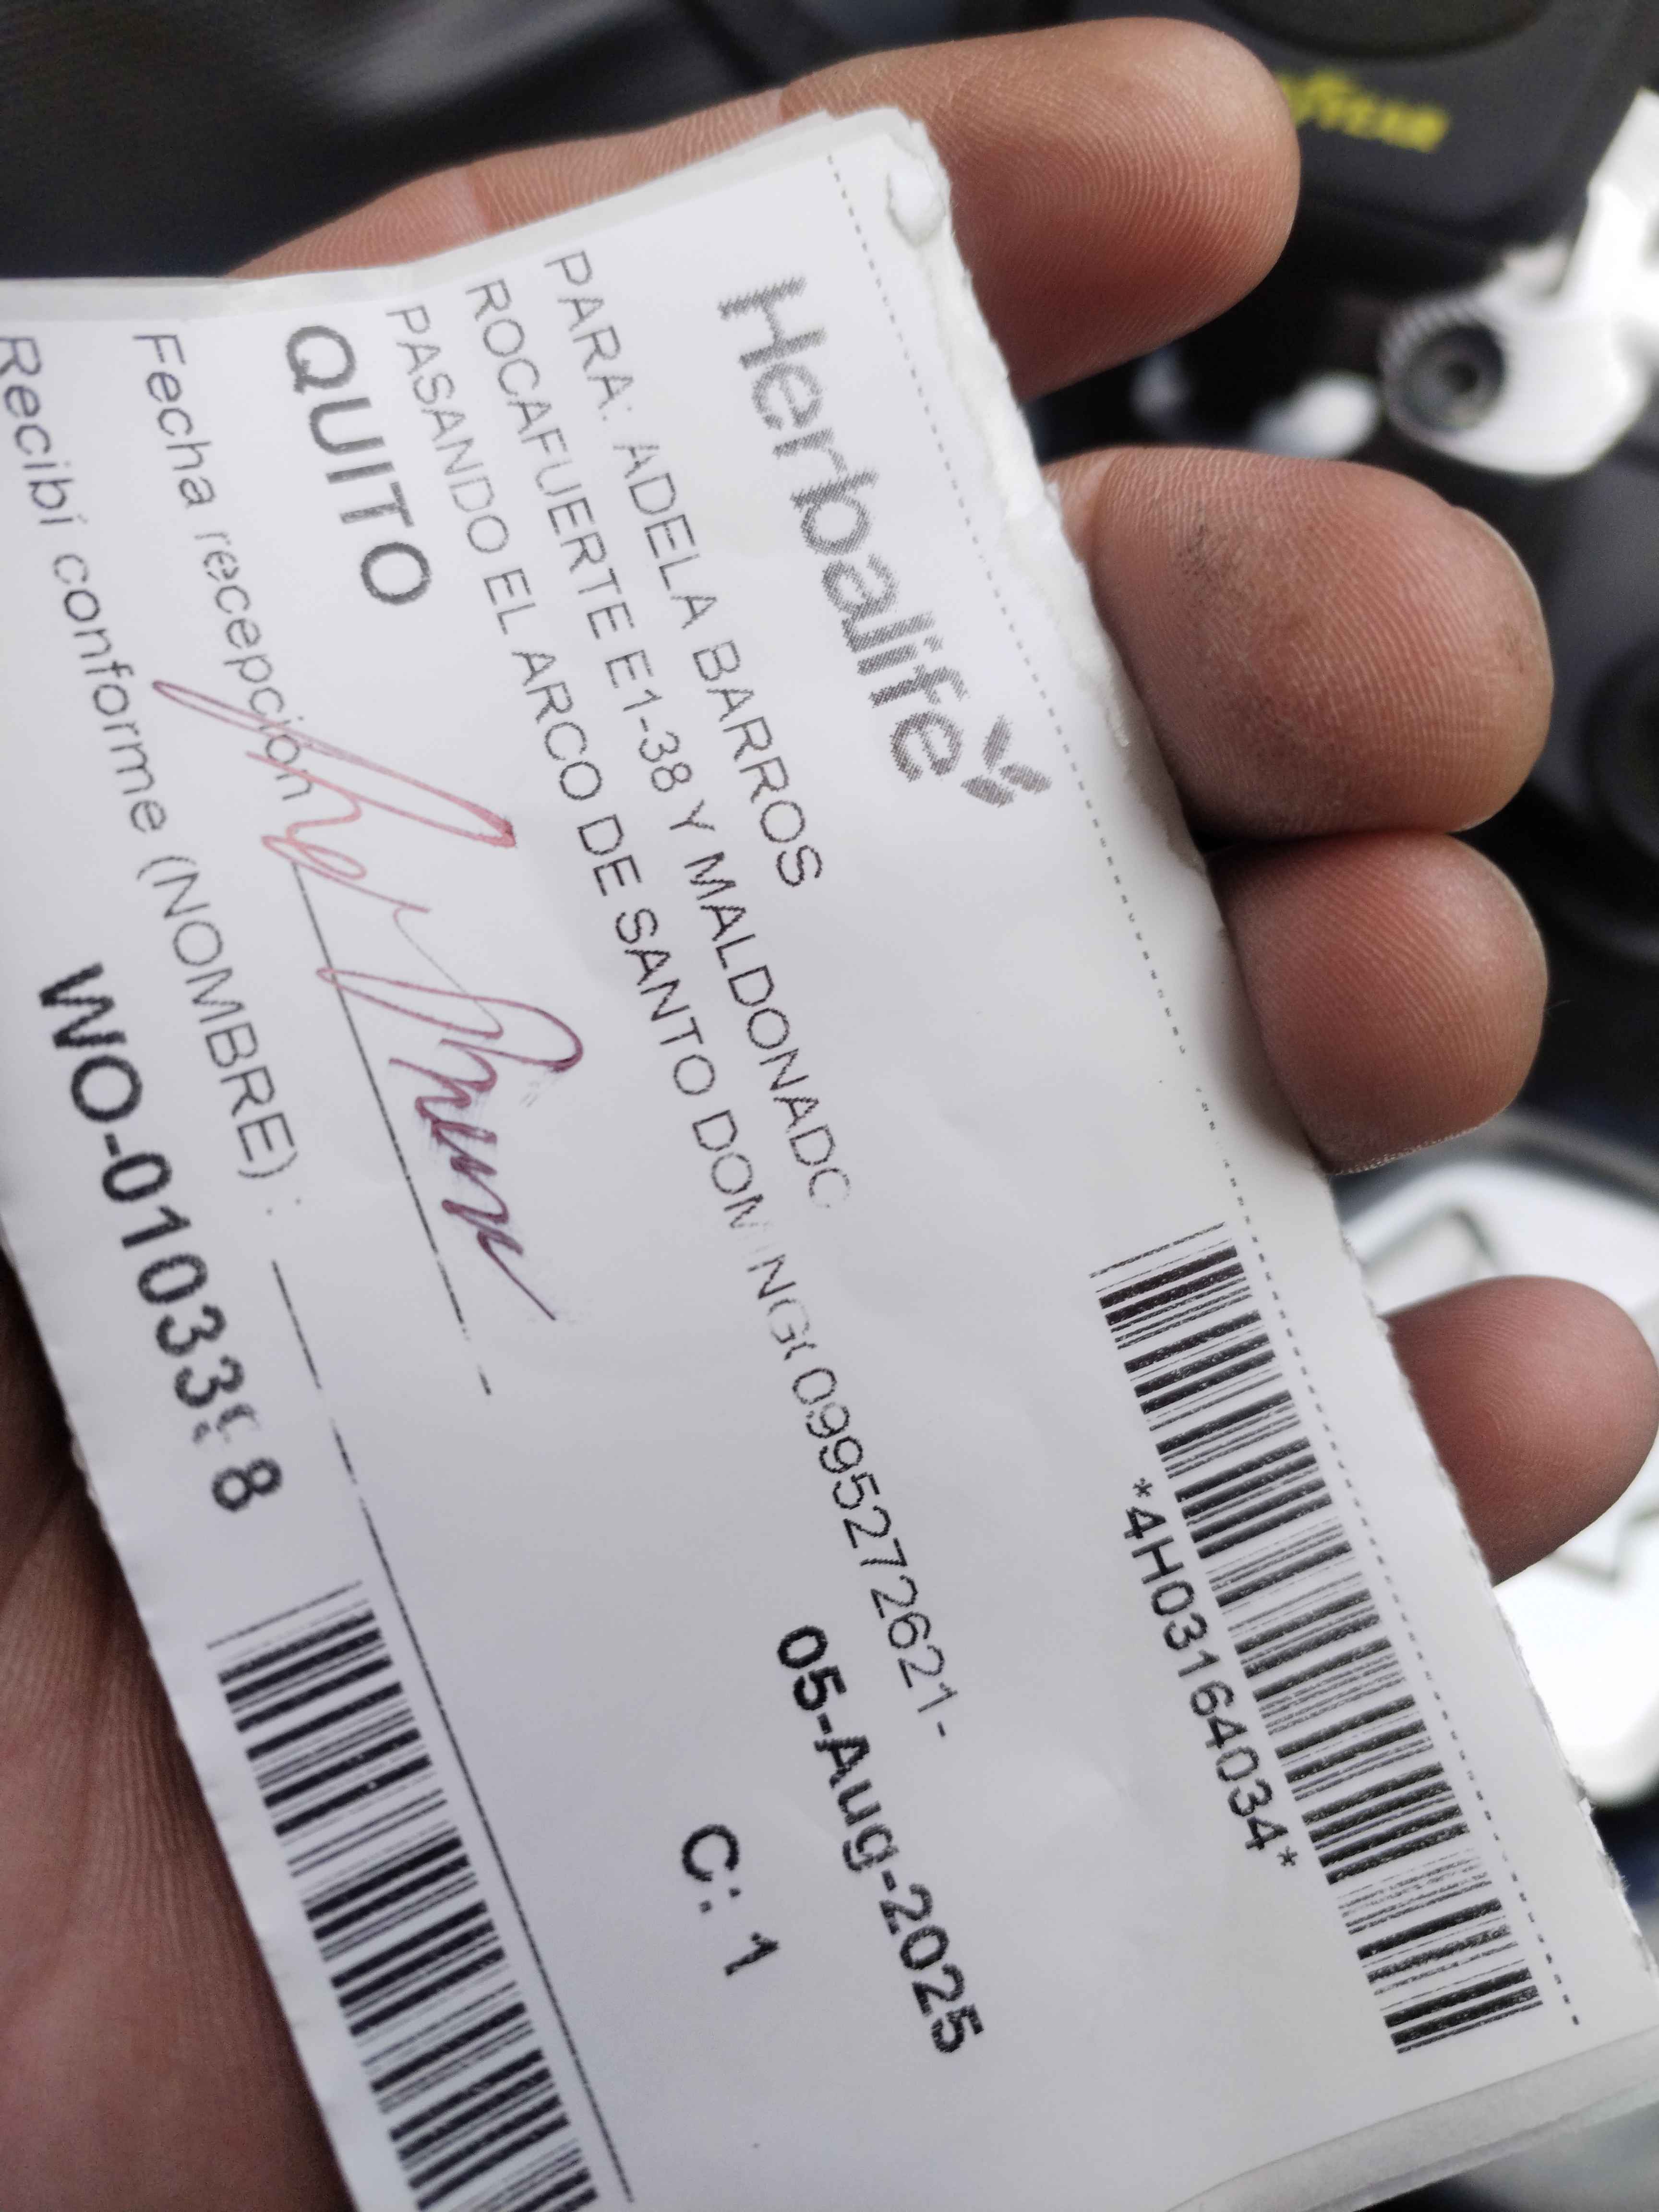 Herbalife
*4H03164034*
PARA: ADELA BARROS
ROCAFUERTE E1-38 Y MALDONADO
PASANDO EL ARCO DE SANTO DOMINGO 0995272621-
05-Aug-2025
QUITO
C: 1
Fecha recepción
Recibí conforme (NOMBRE) :